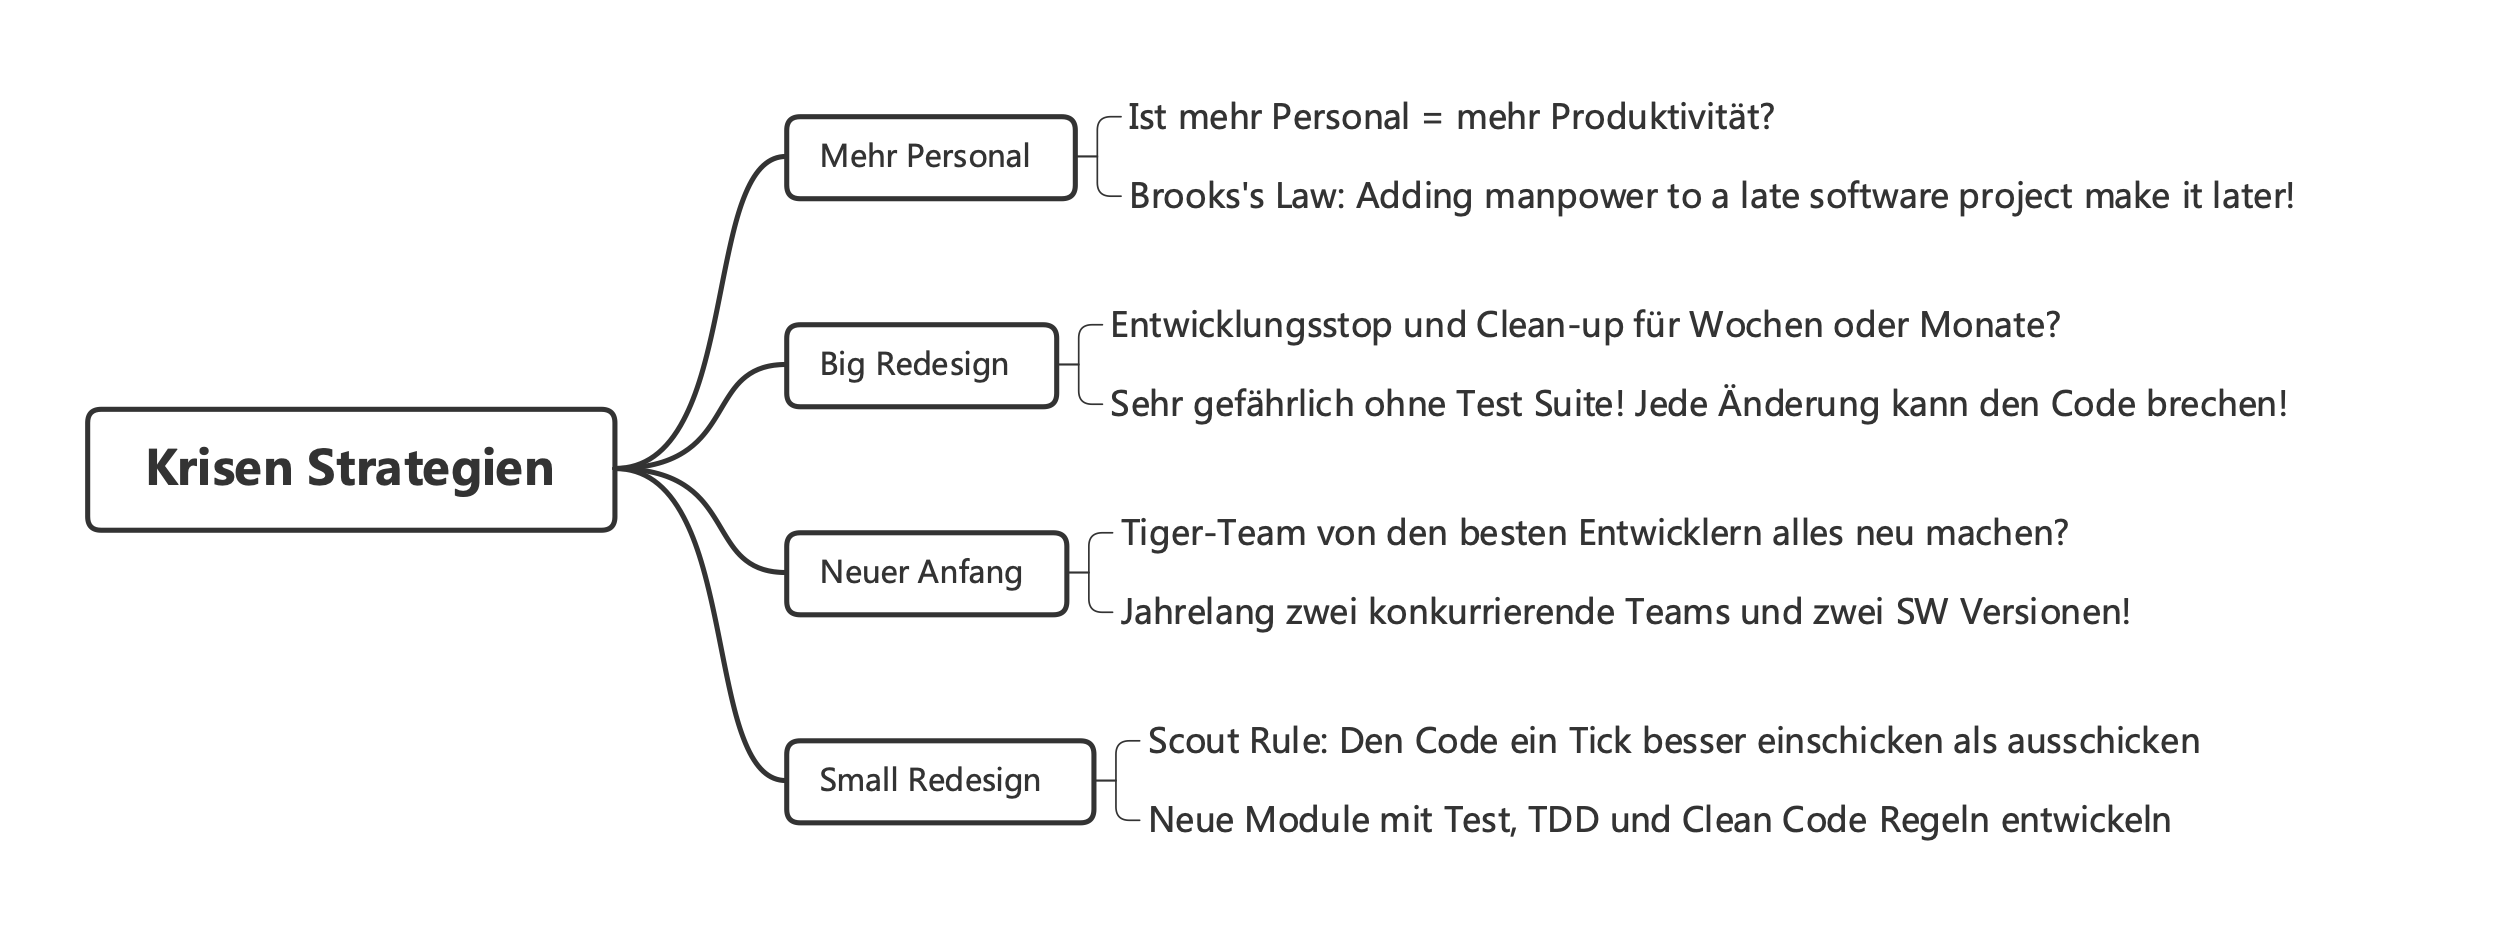 Krisen Strategien
Mehr Personal
Ist mehr Personal = mehr Produktivität?
Brooks's Law: Adding manpower to a late software project make it later!
Big Redesign
Entwicklungsstop und Clean-up für Wochen oder Monate?
Sehr gefährlich ohne Test Suite! Jede Änderung kann den Code brechen!
Neuer Anfang
Tiger-Team von den besten Entwicklern alles neu machen?
Jahrelang zwei konkurrierende Teams und zwei SW Versionen!
Small Redesign
Scout Rule: Den Code ein Tick besser einschicken als ausschicken
Neue Module mit Test, TDD und Clean Code Regeln entwickeln